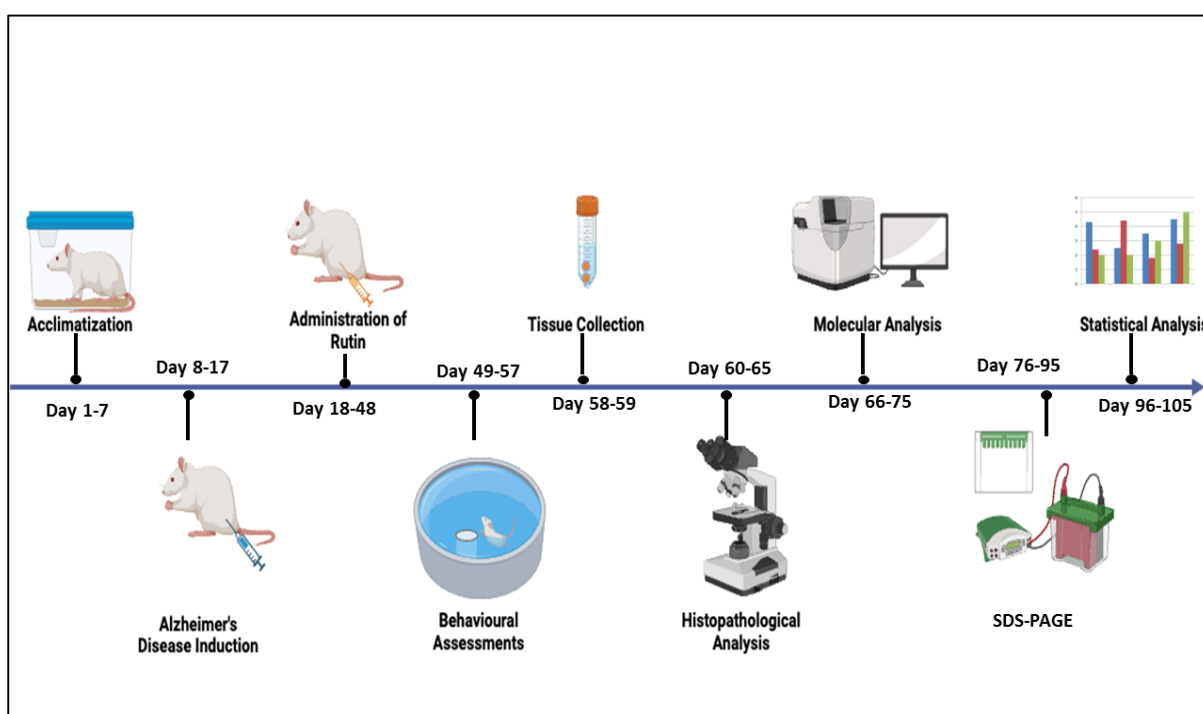 Acclimatization
Administration of
Rutin
Tissue Collection
Molecular Analysis
Statistical Analysis
Day 8-17
Day 49-57
Day 60-65
Day 76-95
Day 1-7
Day 18-48
Day 58-59
Day 66-75
Day 96-105
Alzheimer's
Disease Induction
Behavioural
Assessments
Histopathological
Analysis
SDS-PAGE